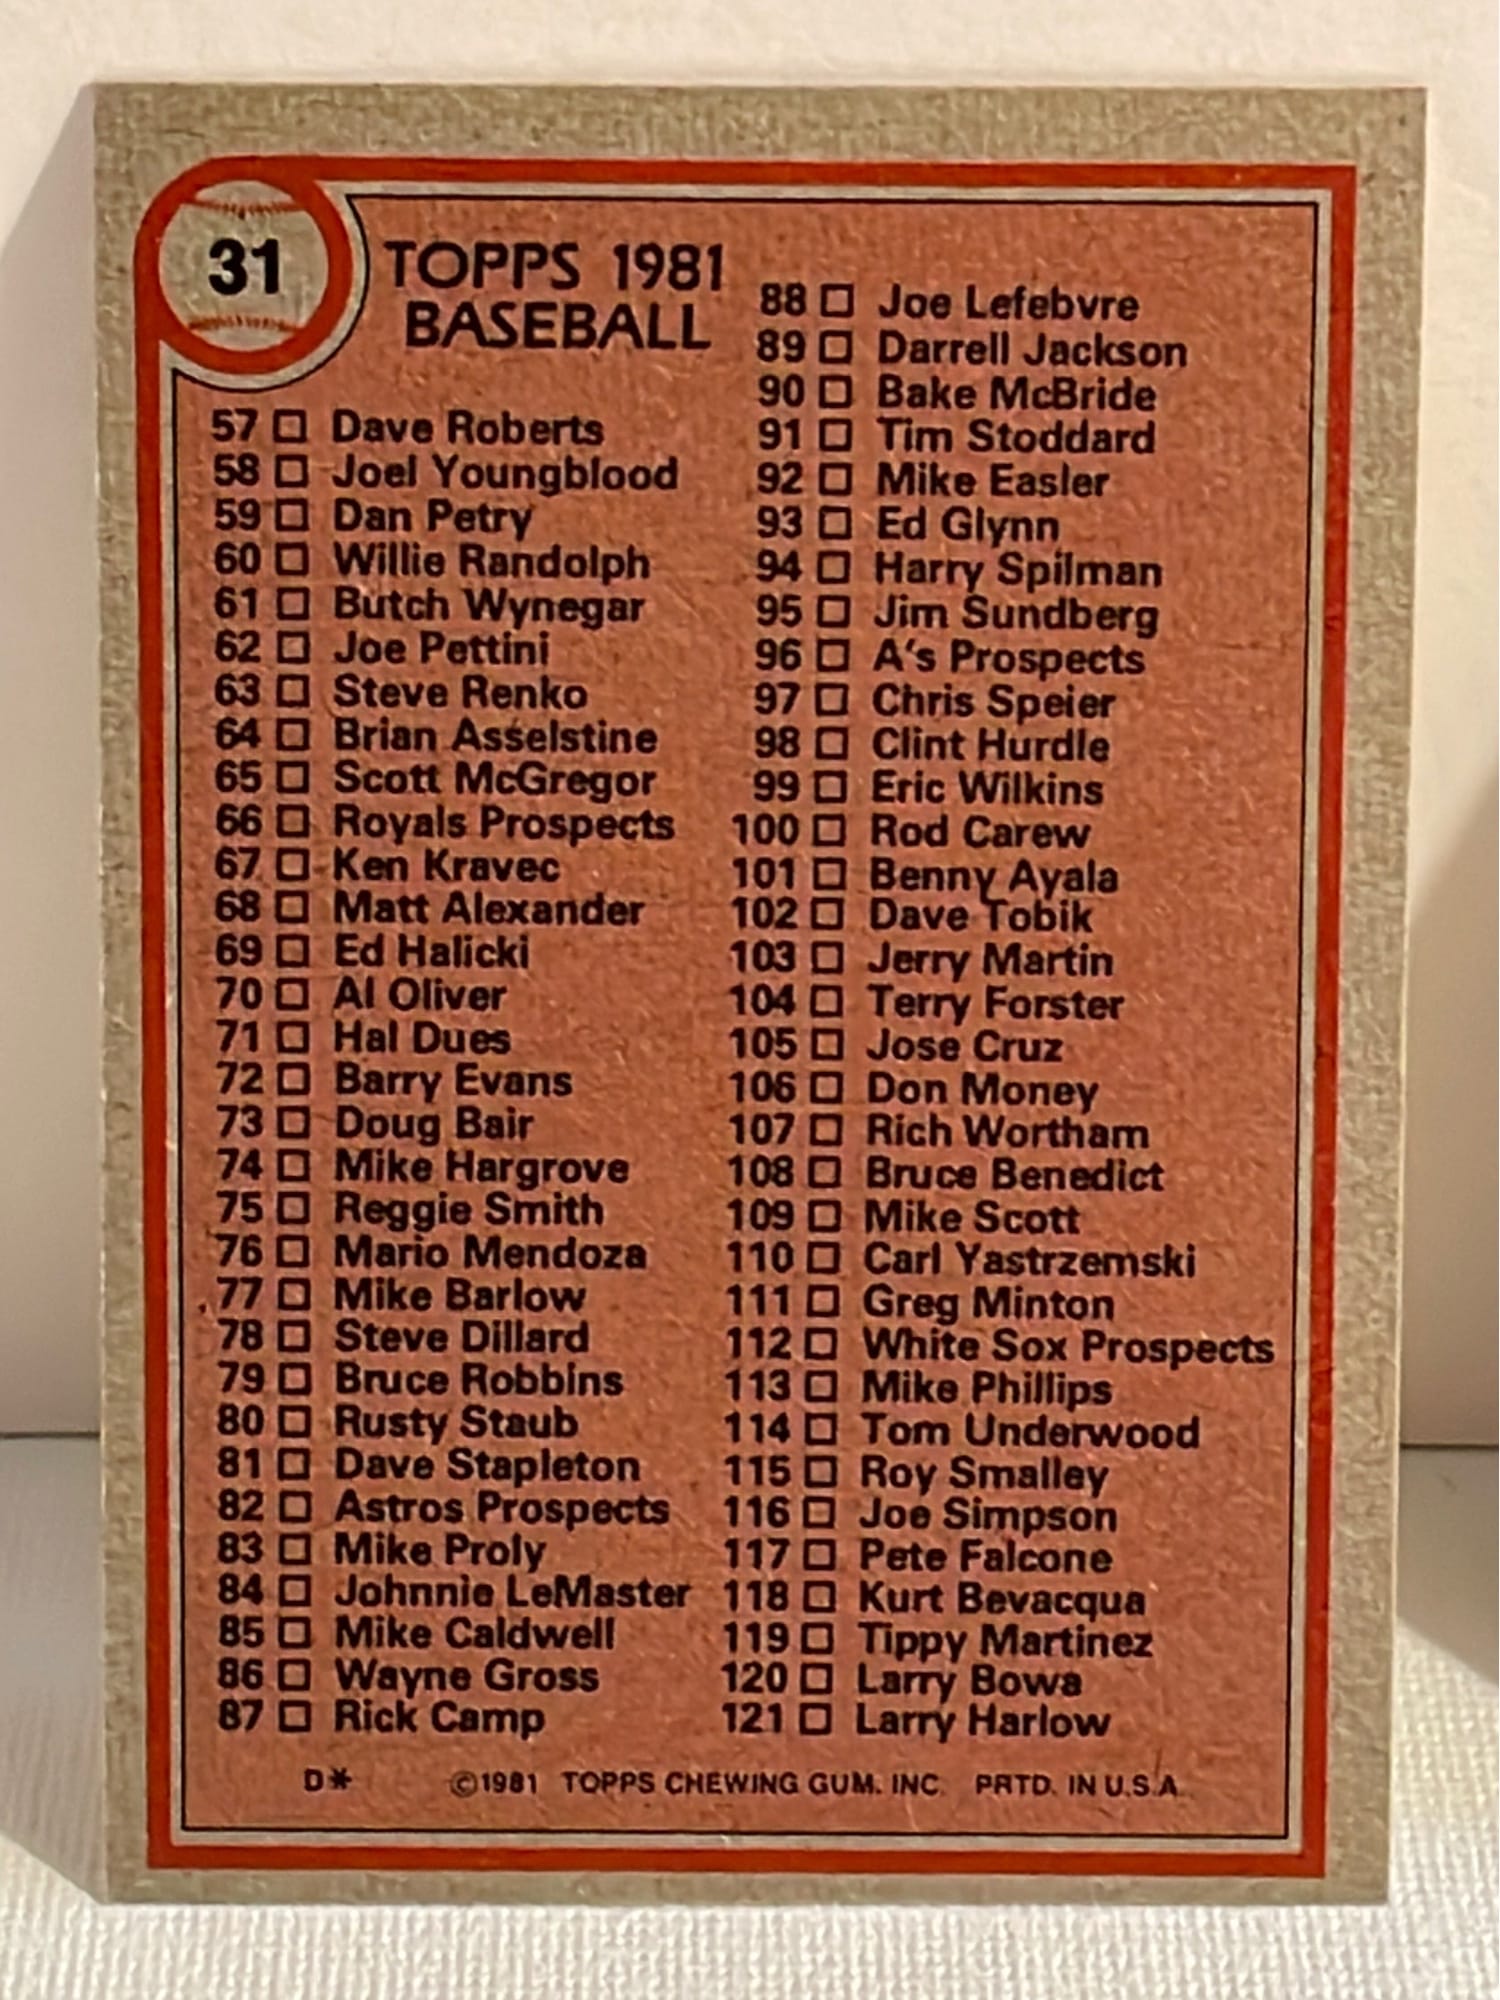 31
TOPPS 1981
BASEBALL
57 □ Dave Roberts
58 □ Joel Youngblood
59 □ Dan Petry
60 □ Willie Randolph
61 □ Butch Wynegar
62 □ Joe Pettini
63 □ Steve Renko
64 □ Brian Asselstine
65 □ Scott McGregor
66 □ Royals Prospects
67 □ Ken Kravec
68 □ Matt Alexander
69 □ Ed Halicki
70 □ Al Oliver
71 □ Hal Dues
72 □ Barry Evans
73 □ Doug Bair
74 □ Mike Hargrove
75 □ Reggie Smith
76 □ Mario Mendoza
77 □ Mike Barlow
78 □ Steve Dillard
79 □ Bruce Robbins
80 □ Rusty Staub
81 □ Dave Stapleton
82 □ Astros Prospects
83 □ Mike Proly
84 □ Johnnie LeMaster
85 □ Mike Caldwell
86 □ Wayne Gross
87 □ Rick Camp
88 □ Joe Lefebvre
89 □ Darrell Jackson
90 □ Bake McBride
91 □ Tim Stoddard
92 □ Mike Easler
93 □ Ed Glynn
94 □ Harry Spilman
95 □ Jim Sundberg
96 □ A's Prospects
97 □ Chris Speier
98 □ Clint Hurdle
99 □ Eric Wilkins
100 □ Rod Carew
101 □ Benny Ayala
102 □ Dave Tobik
103 □ Jerry Martin
104 □ Terry Forster
105 □ Jose Cruz
106 □ Don Money
107 □ Rich Wortham
108 □ Bruce Benedict
109 □ Mike Scott
110 □ Carl Yastrzemski
111 □ Greg Minton
112 □ White Sox Prospects
113 □ Mike Phillips
114 □ Tom Underwood
115 □ Roy Smalley
116 □ Joe Simpson
117 □ Pete Falcone
118 □ Kurt Bevacqua
119 □ Tippy Martinez
120 □ Larry Bowa
121 □ Larry Harlow
D* ©1981 TOPPS CHEWING GUM. INC. PRTD. IN U.S.A.